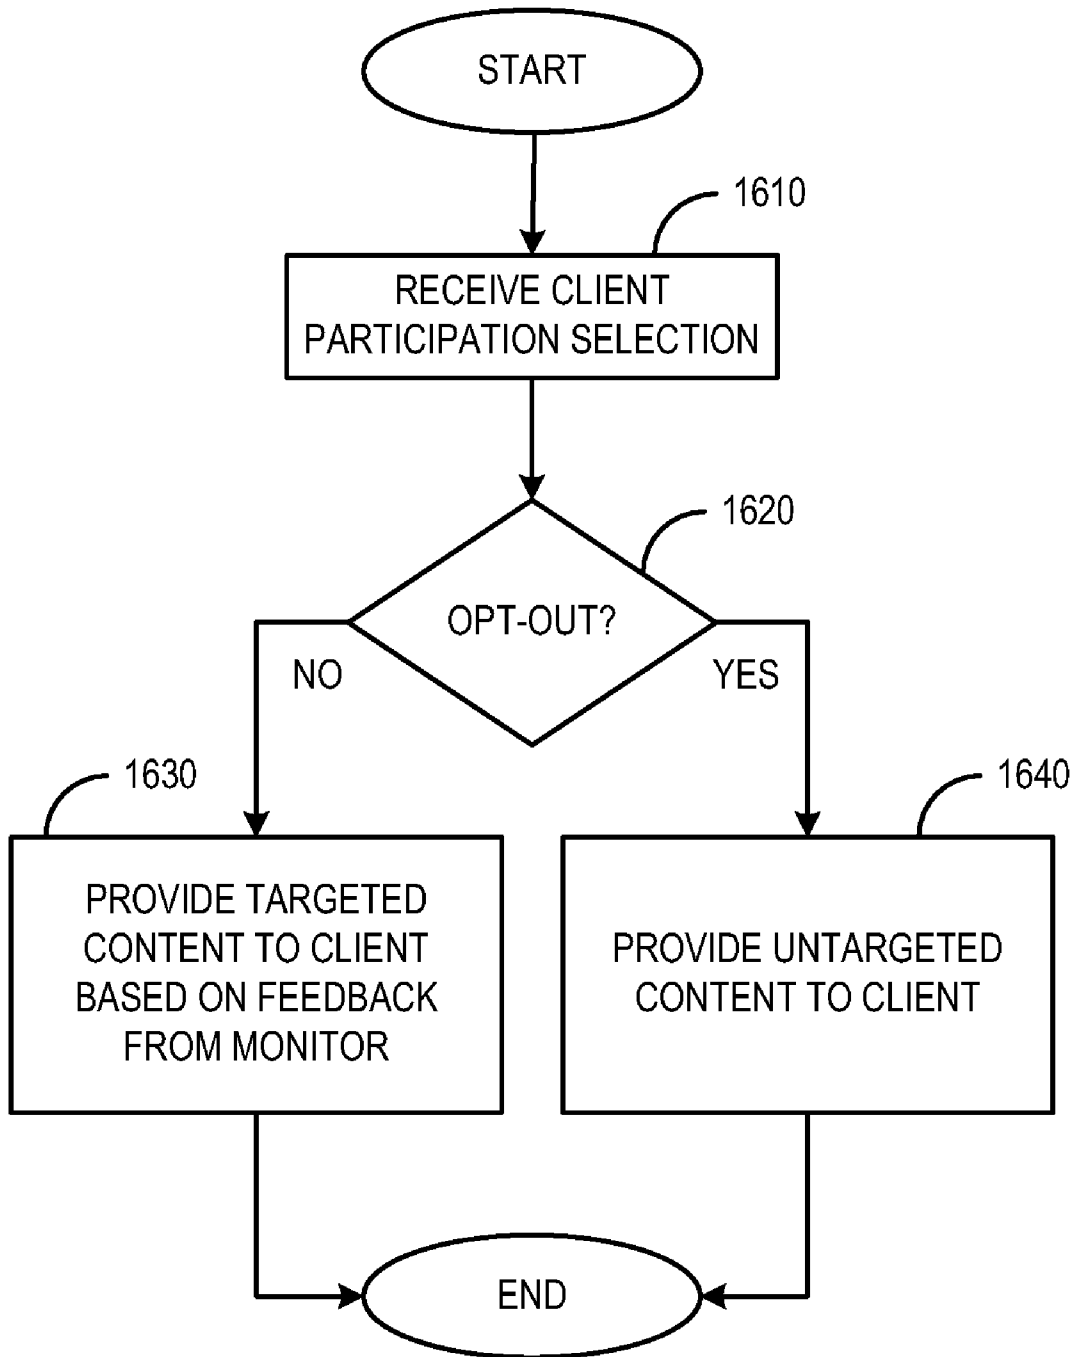 START
1610
RECEIVE CLIENT
PARTICIPATION SELECTION
1620
OPT-OUT?
NO
YES
1630
1640
PROVIDE TARGETED
CONTENT TO CLIENT
BASED ON FEEDBACK
FROM MONITOR
PROVIDE UNTARGETED
CONTENT TO CLIENT
END